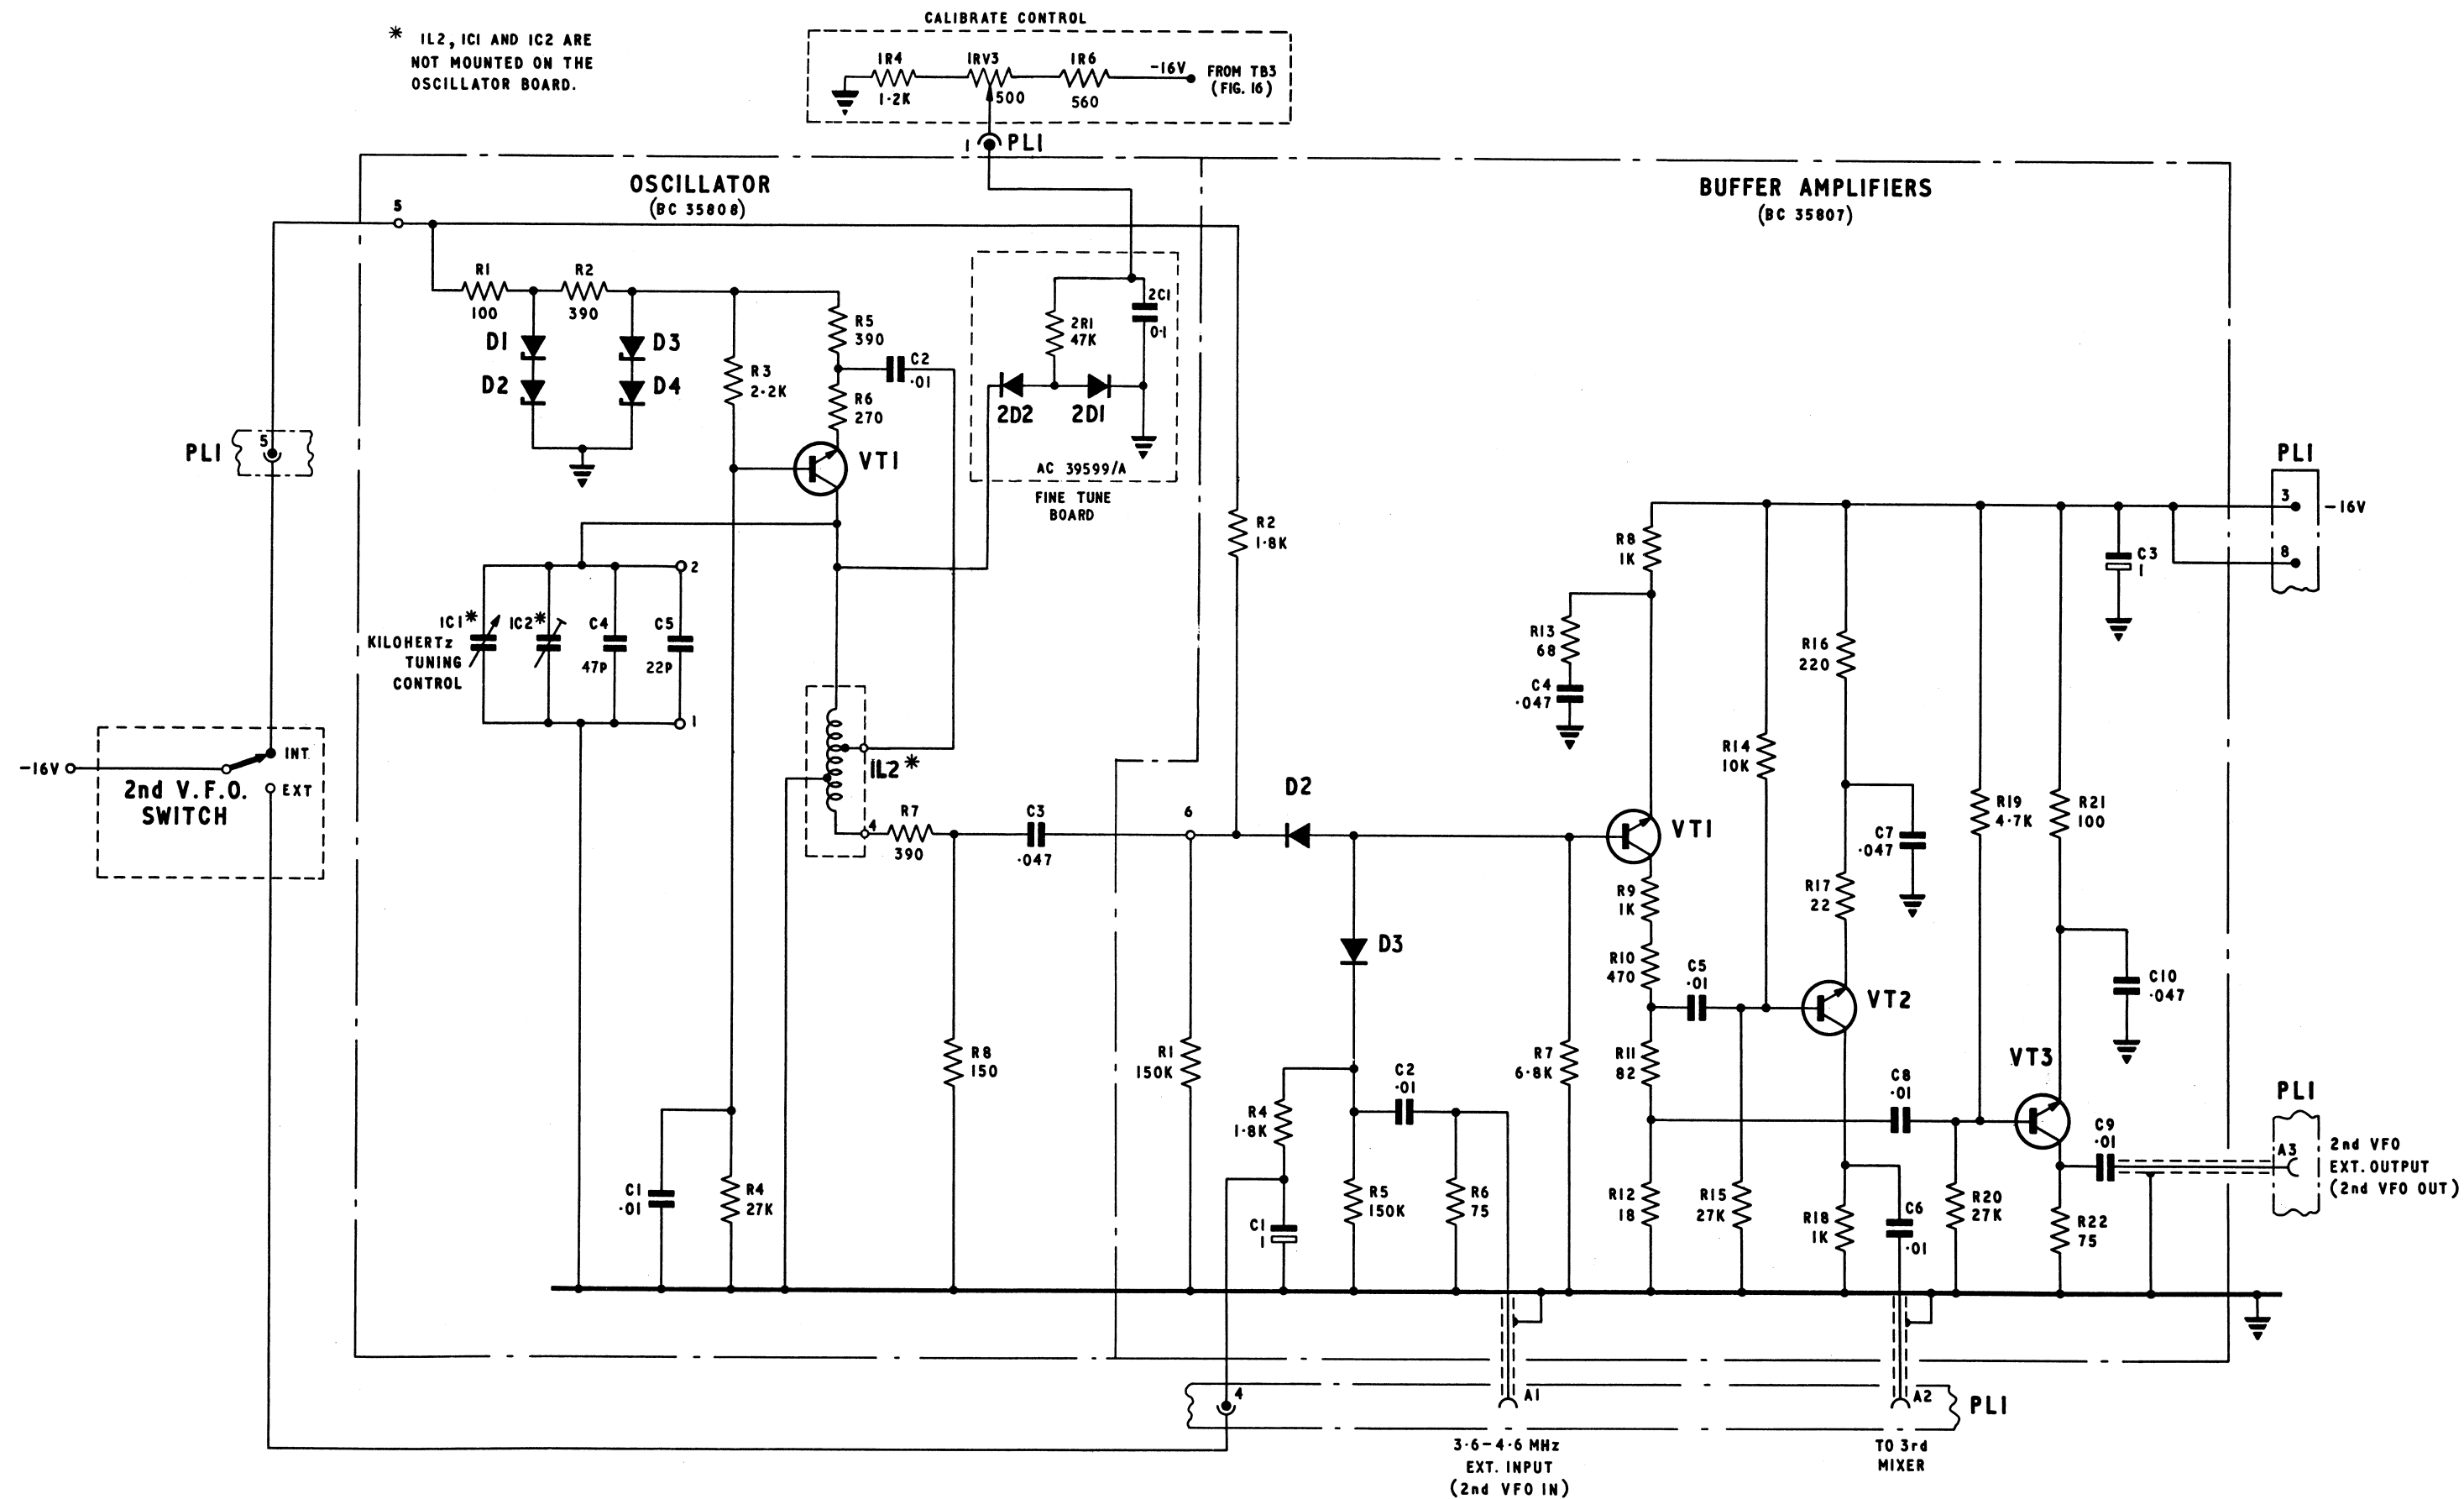 CALIBRATE CONTROL
* IL2, IC1 AND IC2 ARE
NOT MOUNTED ON THE
OSCILLATOR BOARD.
IR4
1·2K
IRV3
500
IR6
560
-16V
FROM TB3
(FIG. 16)
1
PL1
OSCILLATOR
(BC 35808)
BUFFER AMPLIFIERS
(BC 35807)
5
R1
100
R2
390
D1
D2
D3
D4
R3
2·2K
R5
390
C2
·01
R6
270
VT1
2R1
47K
2C1
0·1
2D2
2D1
AC 39599/A
FINE TUNE
BOARD
PL1
5
R2
1·8K
PL1
3
-16V
8
C3
1
IC1*
KILOHERTz
TUNING
CONTROL
IC2*
C4
47P
C5
22P
2
1
R8
1K
R13
68
C4
·047
R16
220
R14
10K
-16V
INT.
EXT
2nd V.F.O.
SWITCH
IL2*
4
R7
390
C3
·047
6
D2
VT1
R9
1K
R10
470
C7
·047
R17
22
R19
4·7K
R21
100
D3
C5
·01
VT2
C10
·047
R8
150
R1
150K
R7
6·8K
R11
82
VT3
C2
·01
R4
1·8K
C8
·01
C9
·01
PL1
A3
2nd VFO
EXT. OUTPUT
(2nd VFO OUT)
C1
·01
R4
27K
C1
1
R5
150K
R6
75
R12
18
R15
27K
R18
1K
C6
·01
R20
27K
R22
75
4
A1
A2
PL1
3·6-4·6 MHz
EXT. INPUT
(2nd VFO IN)
TO 3rd
MIXER